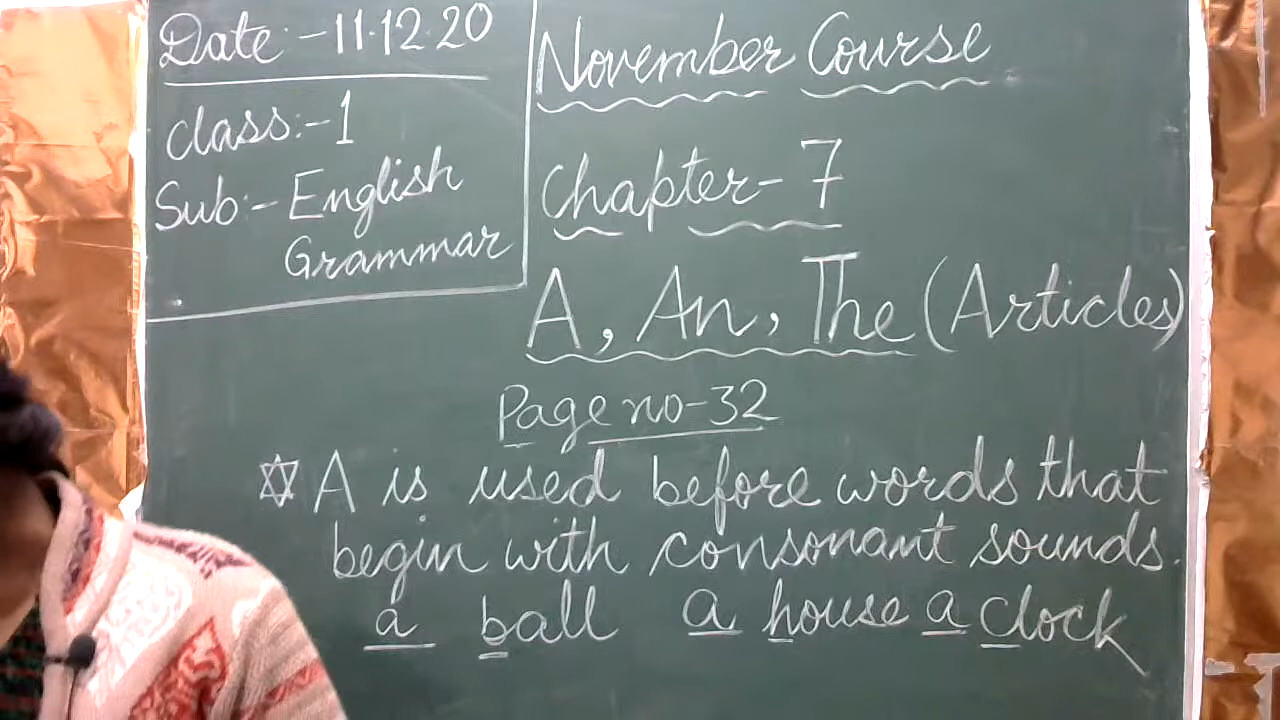 Date:-11.12.20
Class:-1
Sub:-English
Grammar
November Course
Chapter-7
A, An, The (Articles)
Page no-32
✡ A is used before words that
begin with consonant sounds.
a ball a house a clock